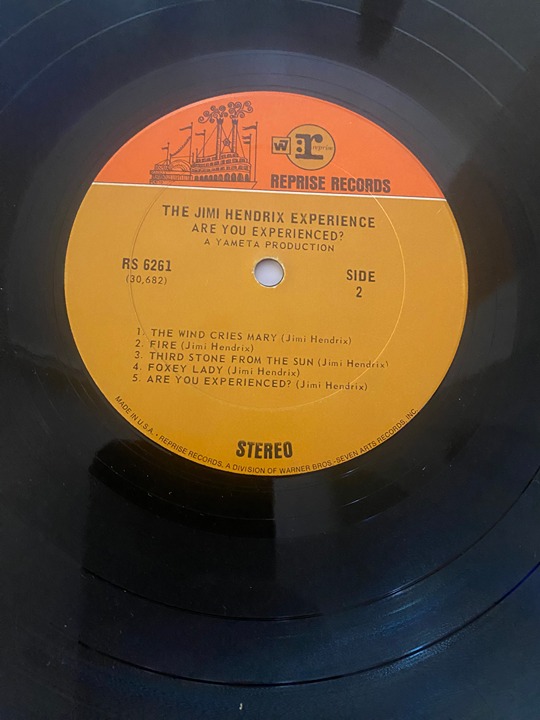 W
r
reprise
REPRISE RECORDS
THE JIMI HENDRIX EXPERIENCE
ARE YOU EXPERIENCED?
A YAMETA PRODUCTION
RS 6261
(30,682)
SIDE
2
1. THE WIND CRIES MARY (Jimi Hendrix)
2. FIRE (Jimi Hendrix)
3. THIRD STONE FROM THE SUN (Jimi Hendrix)
4. FOXEY LADY (Jimi Hendrix)
5. ARE YOU EXPERIENCED? (Jimi Hendrix)
STEREO
MADE IN U.S.A. • REPRISE RECORDS, A DIVISION OF WARNER BROS.-SEVEN ARTS RECORDS, INC.